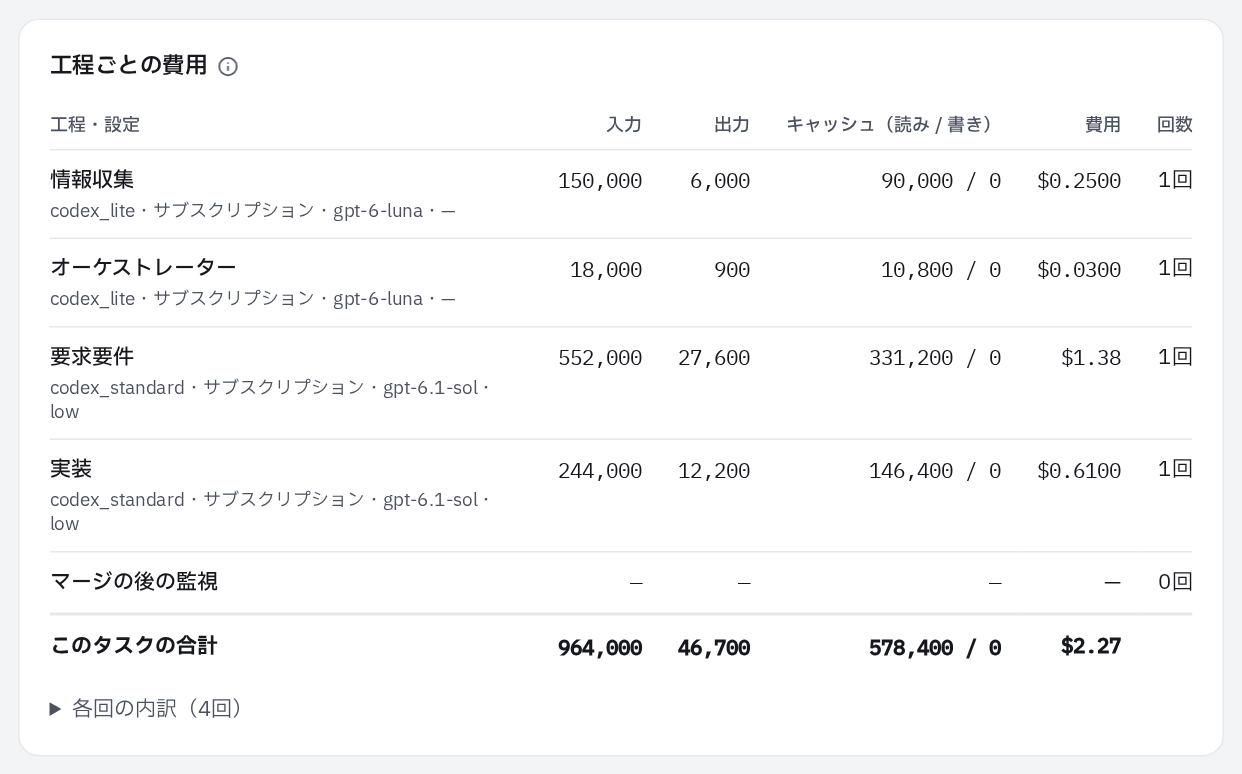 工程ごとの費用
工程・設定 入力 出力 キャッシュ（読み / 書き） 費用 回数
情報収集 150,000 6,000 90,000 / 0 $0.2500 1回
codex_lite・サブスクリプション・gpt-6-luna・—
オーケストレーター 18,000 900 10,800 / 0 $0.0300 1回
codex_lite・サブスクリプション・gpt-6-luna・—
要求要件 552,000 27,600 331,200 / 0 $1.38 1回
codex_standard・サブスクリプション・gpt-6.1-sol・
low
実装 244,000 12,200 146,400 / 0 $0.6100 1回
codex_standard・サブスクリプション・gpt-6.1-sol・
low
マージの後の監視 — — — — 0回
このタスクの合計 964,000 46,700 578,400 / 0 $2.27
▶ 各回の内訳（4回）